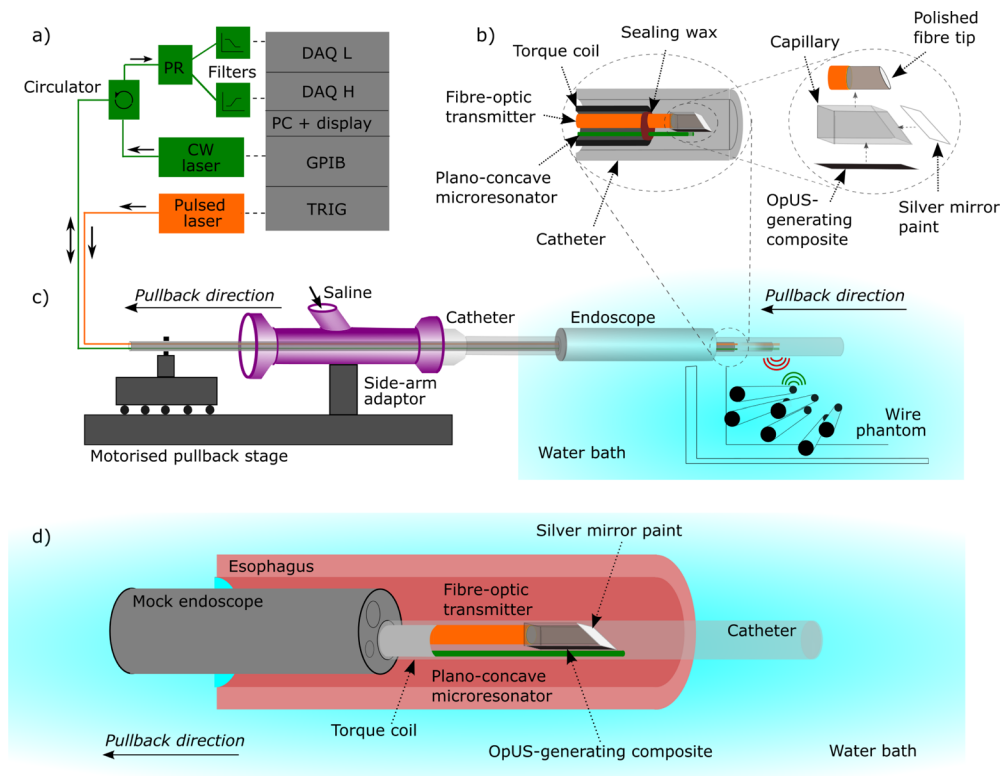 a)
Circulator
PR
Filters
DAQ L
DAQ H
PC + display
GPIB
TRIG
CW
laser
Pulsed
laser
b)
Torque coil
Sealing wax
Fibre-optic
transmitter
Plano-concave
microresonator
Catheter
Capillary
Polished
fibre tip
OpUS-
generating
composite
Silver mirror
paint
c)
Pullback direction
Saline
Catheter
Endoscope
Pullback direction
Side-arm
adaptor
Motorised pullback stage
Water bath
Wire
phantom
d)
Silver mirror paint
Esophagus
Mock endoscope
Fibre-optic
transmitter
Catheter
Plano-concave
microresonator
Torque coil
OpUS-generating composite
Pullback direction
Water bath